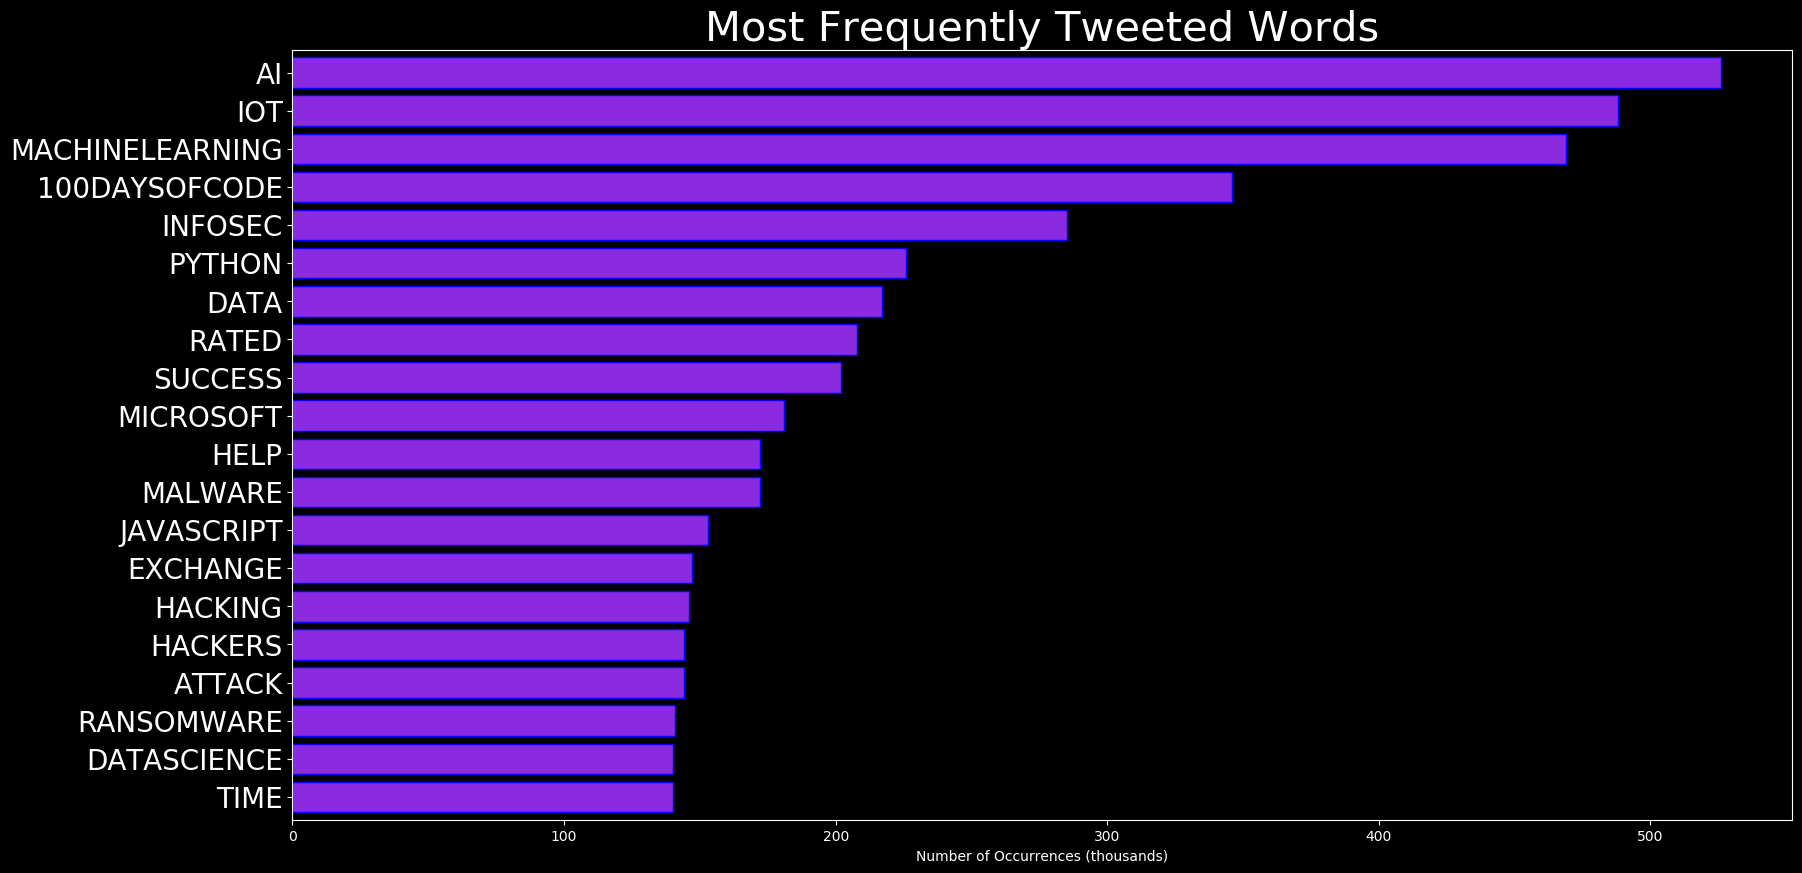 Most Frequently Tweeted Words
AI
IOT
MACHINELEARNING
100DAYSOFCODE
INFOSEC
PYTHON
DATA
RATED
SUCCESS
MICROSOFT
HELP
MALWARE
JAVASCRIPT
EXCHANGE
HACKING
HACKERS
ATTACK
RANSOMWARE
DATASCIENCE
TIME
0 100 200 300 400 500
Number of Occurrences (thousands)